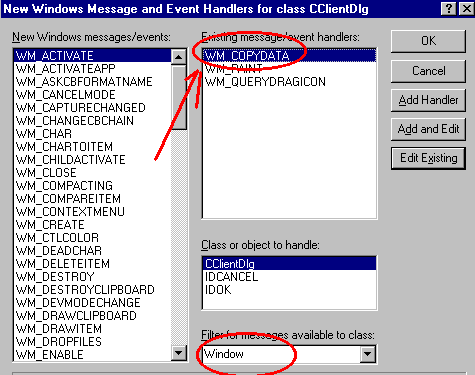 New Windows Message and Event Handlers for class CClientDlg
New Windows messages/events:
WM_ACTIVATE
WM_ACTIVATEAPP
WM_ASKCBFORMATNAME
WM_CANCELMODE
WM_CAPTURECHANGED
WM_CHANGECBCHAIN
WM_CHAR
WM_CHARTOITEM
WM_CHILDACTIVATE
WM_CLOSE
WM_COMPACTING
WM_COMPAREITEM
WM_CONTEXTMENU
WM_CREATE
WM_CTLCOLOR
WM_DEADCHAR
WM_DELETEITEM
WM_DESTROY
WM_DESTROYCLIPBOARD
WM_DEVMODECHANGE
WM_DRAWCLIPBOARD
WM_DRAWITEM
WM_DROPFILES
WM_ENABLE
Existing message/event handlers:
WM_COPYDATA
WM_PAINT
WM_QUERYDRAGICON
Class or object to handle:
CClientDlg
IDCANCEL
IDOK
Filter for messages available to class:
Window
OK
Cancel
Add Handler
Add and Edit
Edit Existing